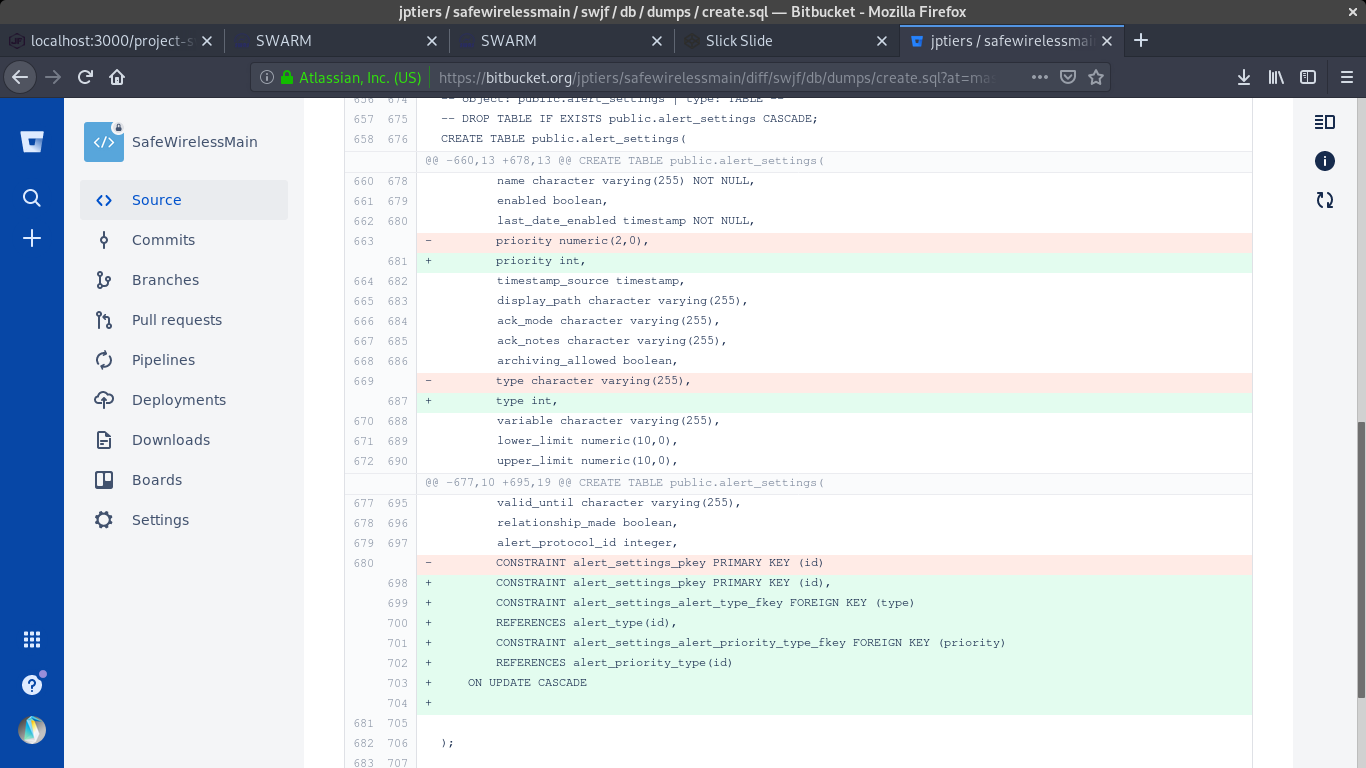 jptiers / safewirelessmain / swjf / db / dumps / create.sql — Bitbucket - Mozilla Firefox
localhost:3000/project-s
SWARM
SWARM
Slick Slide
jptiers / safewirelessmai
Atlassian, Inc. (US)
https://bitbucket.org/jptiers/safewirelessmain/diff/swjf/db/dumps/create.sql?at=mas
SafeWirelessMain
Source
Commits
Branches
Pull requests
Pipelines
Deployments
Downloads
Boards
Settings
656 674 -- object: public.alert_settings | type: TABLE --
657 675 -- DROP TABLE IF EXISTS public.alert_settings CASCADE;
658 676 CREATE TABLE public.alert_settings(
@@ -660,13 +678,13 @@ CREATE TABLE public.alert_settings(
660 678 name character varying(255) NOT NULL,
661 679 enabled boolean,
662 680 last_date_enabled timestamp NOT NULL,
663 - priority numeric(2,0),
681 + priority int,
664 682 timestamp_source timestamp,
665 683 display_path character varying(255),
666 684 ack_mode character varying(255),
667 685 ack_notes character varying(255),
668 686 archiving_allowed boolean,
669 - type character varying(255),
687 + type int,
670 688 variable character varying(255),
671 689 lower_limit numeric(10,0),
672 690 upper_limit numeric(10,0),
@@ -677,10 +695,19 @@ CREATE TABLE public.alert_settings(
677 695 valid_until character varying(255),
678 696 relationship_made boolean,
679 697 alert_protocol_id integer,
680 - CONSTRAINT alert_settings_pkey PRIMARY KEY (id)
698 + CONSTRAINT alert_settings_pkey PRIMARY KEY (id),
699 + CONSTRAINT alert_settings_alert_type_fkey FOREIGN KEY (type)
700 + REFERENCES alert_type(id),
701 + CONSTRAINT alert_settings_alert_priority_type_fkey FOREIGN KEY (priority)
702 + REFERENCES alert_priority_type(id)
703 + ON UPDATE CASCADE
704 +
681 705
682 706 );
683 707